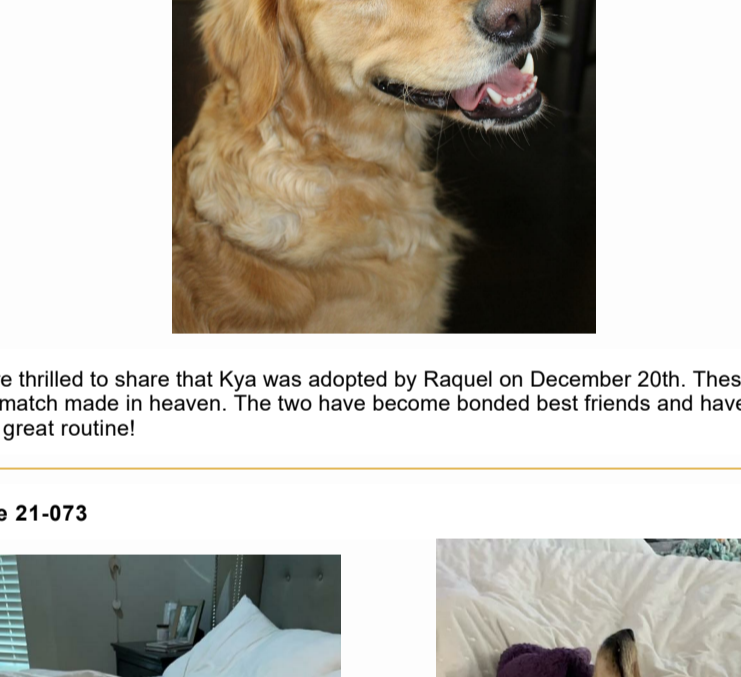 e thrilled to share that Kya was adopted by Raquel on December 20th. Thes
match made in heaven. The two have become bonded best friends and have
great routine!
e 21-073